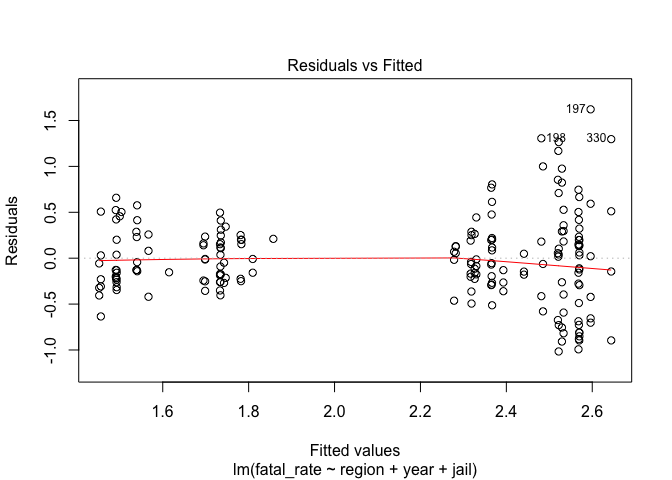 Residuals vs Fitted
Residuals
1.5
1.0
0.5
0.0
-0.5
-1.0
197
198
330
1.6 1.8 2.0 2.2 2.4 2.6
Fitted values
lm(fatal_rate ~ region + year + jail)